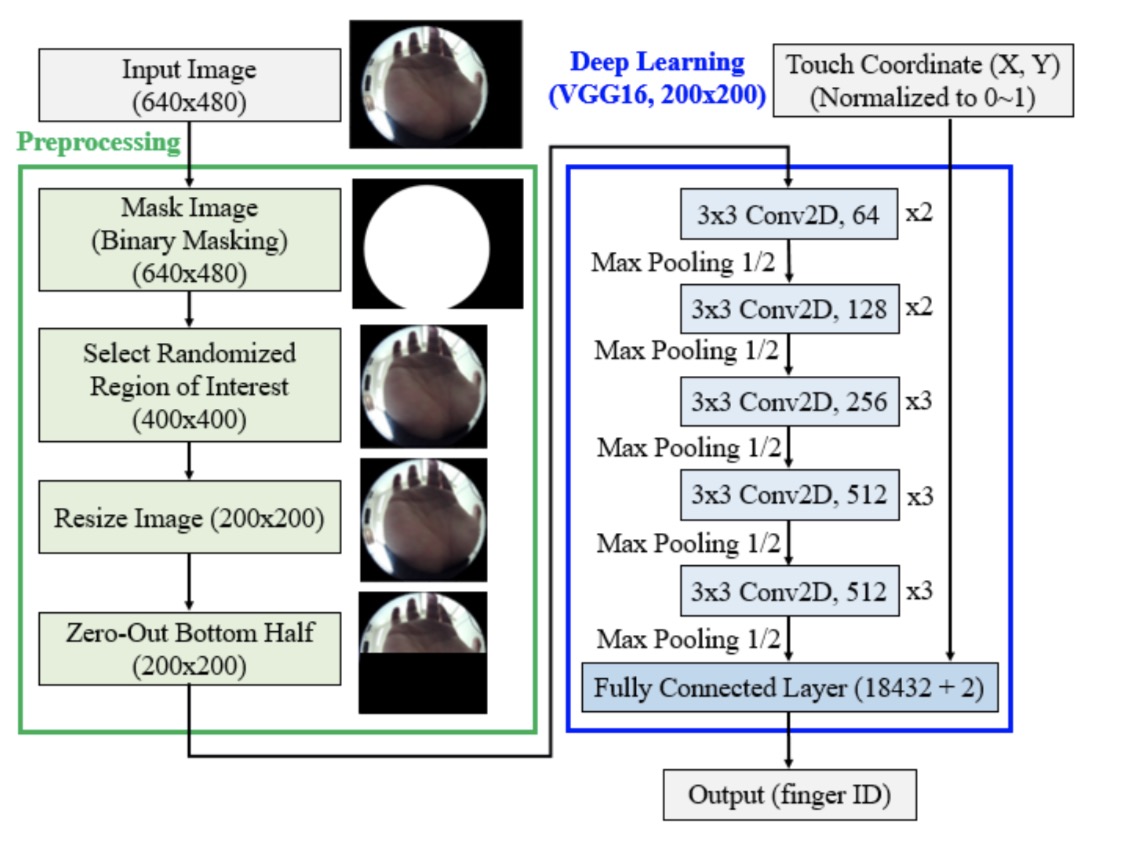 Input Image
(640x480)
Preprocessing
Mask Image
(Binary Masking)
(640x480)
Select Randomized
Region of Interest
(400x400)
Resize Image (200x200)
Zero-Out Bottom Half
(200x200)
Deep Learning
(VGG16, 200x200)
Touch Coordinate (X, Y)
(Normalized to 0~1)
3x3 Conv2D, 64 x2
Max Pooling 1/2
3x3 Conv2D, 128 x2
Max Pooling 1/2
3x3 Conv2D, 256 x3
Max Pooling 1/2
3x3 Conv2D, 512 x3
Max Pooling 1/2
3x3 Conv2D, 512 x3
Max Pooling 1/2
Fully Connected Layer (18432 + 2)
Output (finger ID)